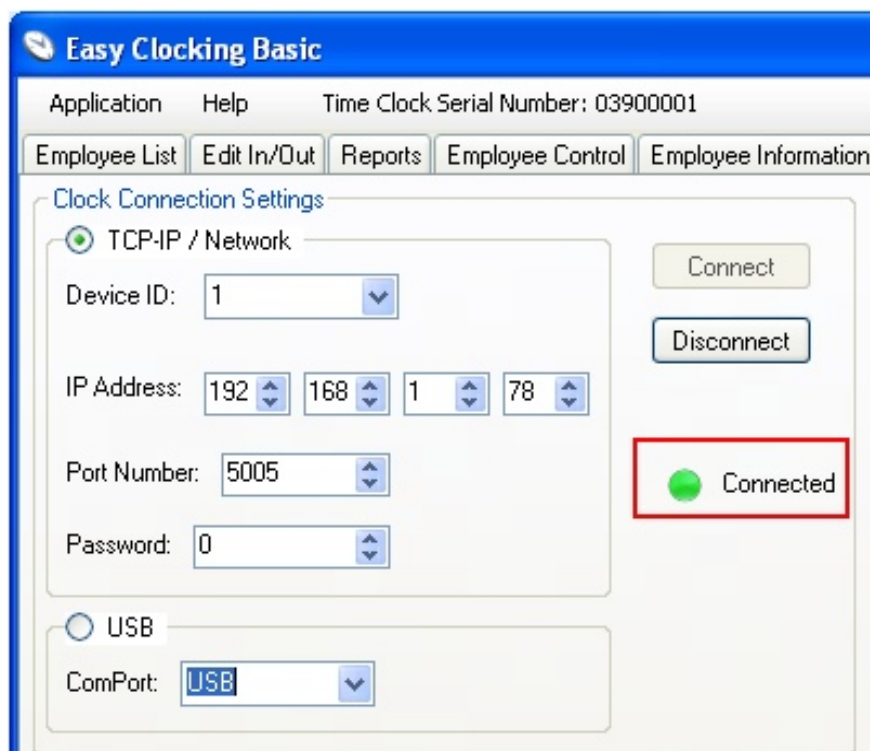 Easy Clocking Basic
Application Help Time Clock Serial Number: 03900001
Employee List Edit In/Out Reports Employee Control Employee Information
Clock Connection Settings
TCP-IP / Network
Connect
Device ID: 1
Disconnect
IP Address: 192 168 1 78
Port Number: 5005
Connected
Password: 0
USB
ComPort: USB